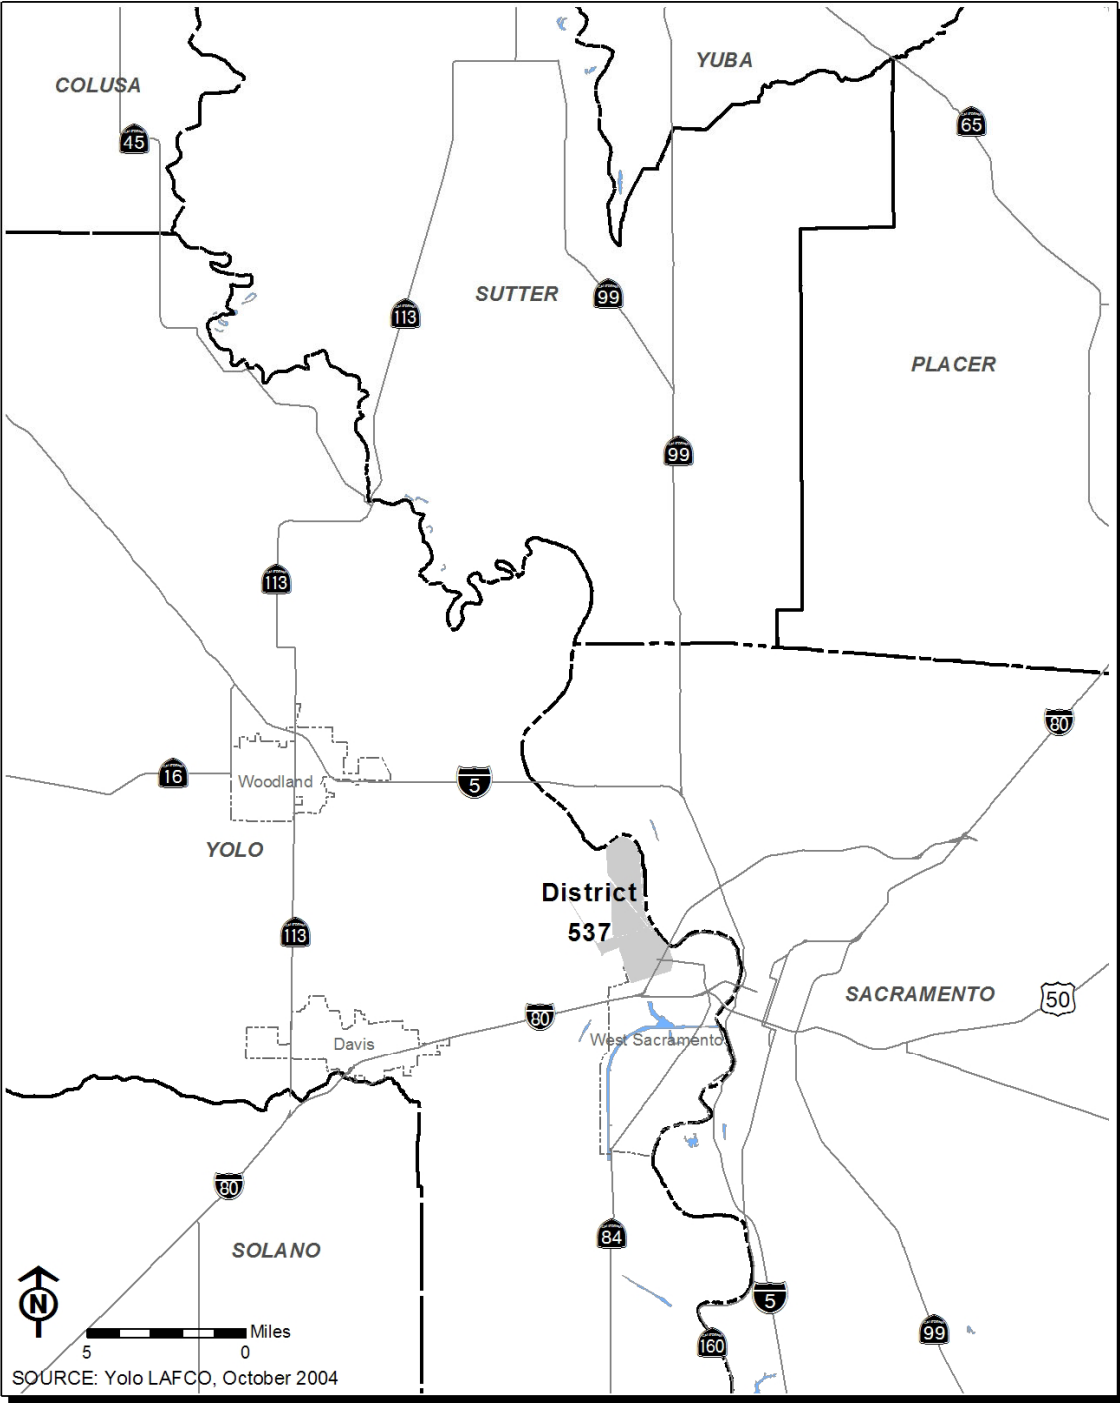 YUBA
COLUSA
65
45
SUTTER
99
113
PLACER
99
113
80
16
Woodland
5
YOLO
District
537
113
SACRAMENTO
50
80
West Sacramento
Davis
80
84
SOLANO
5
N
99
Miles
160
5 0
SOURCE: Yolo LAFCO, October 2004